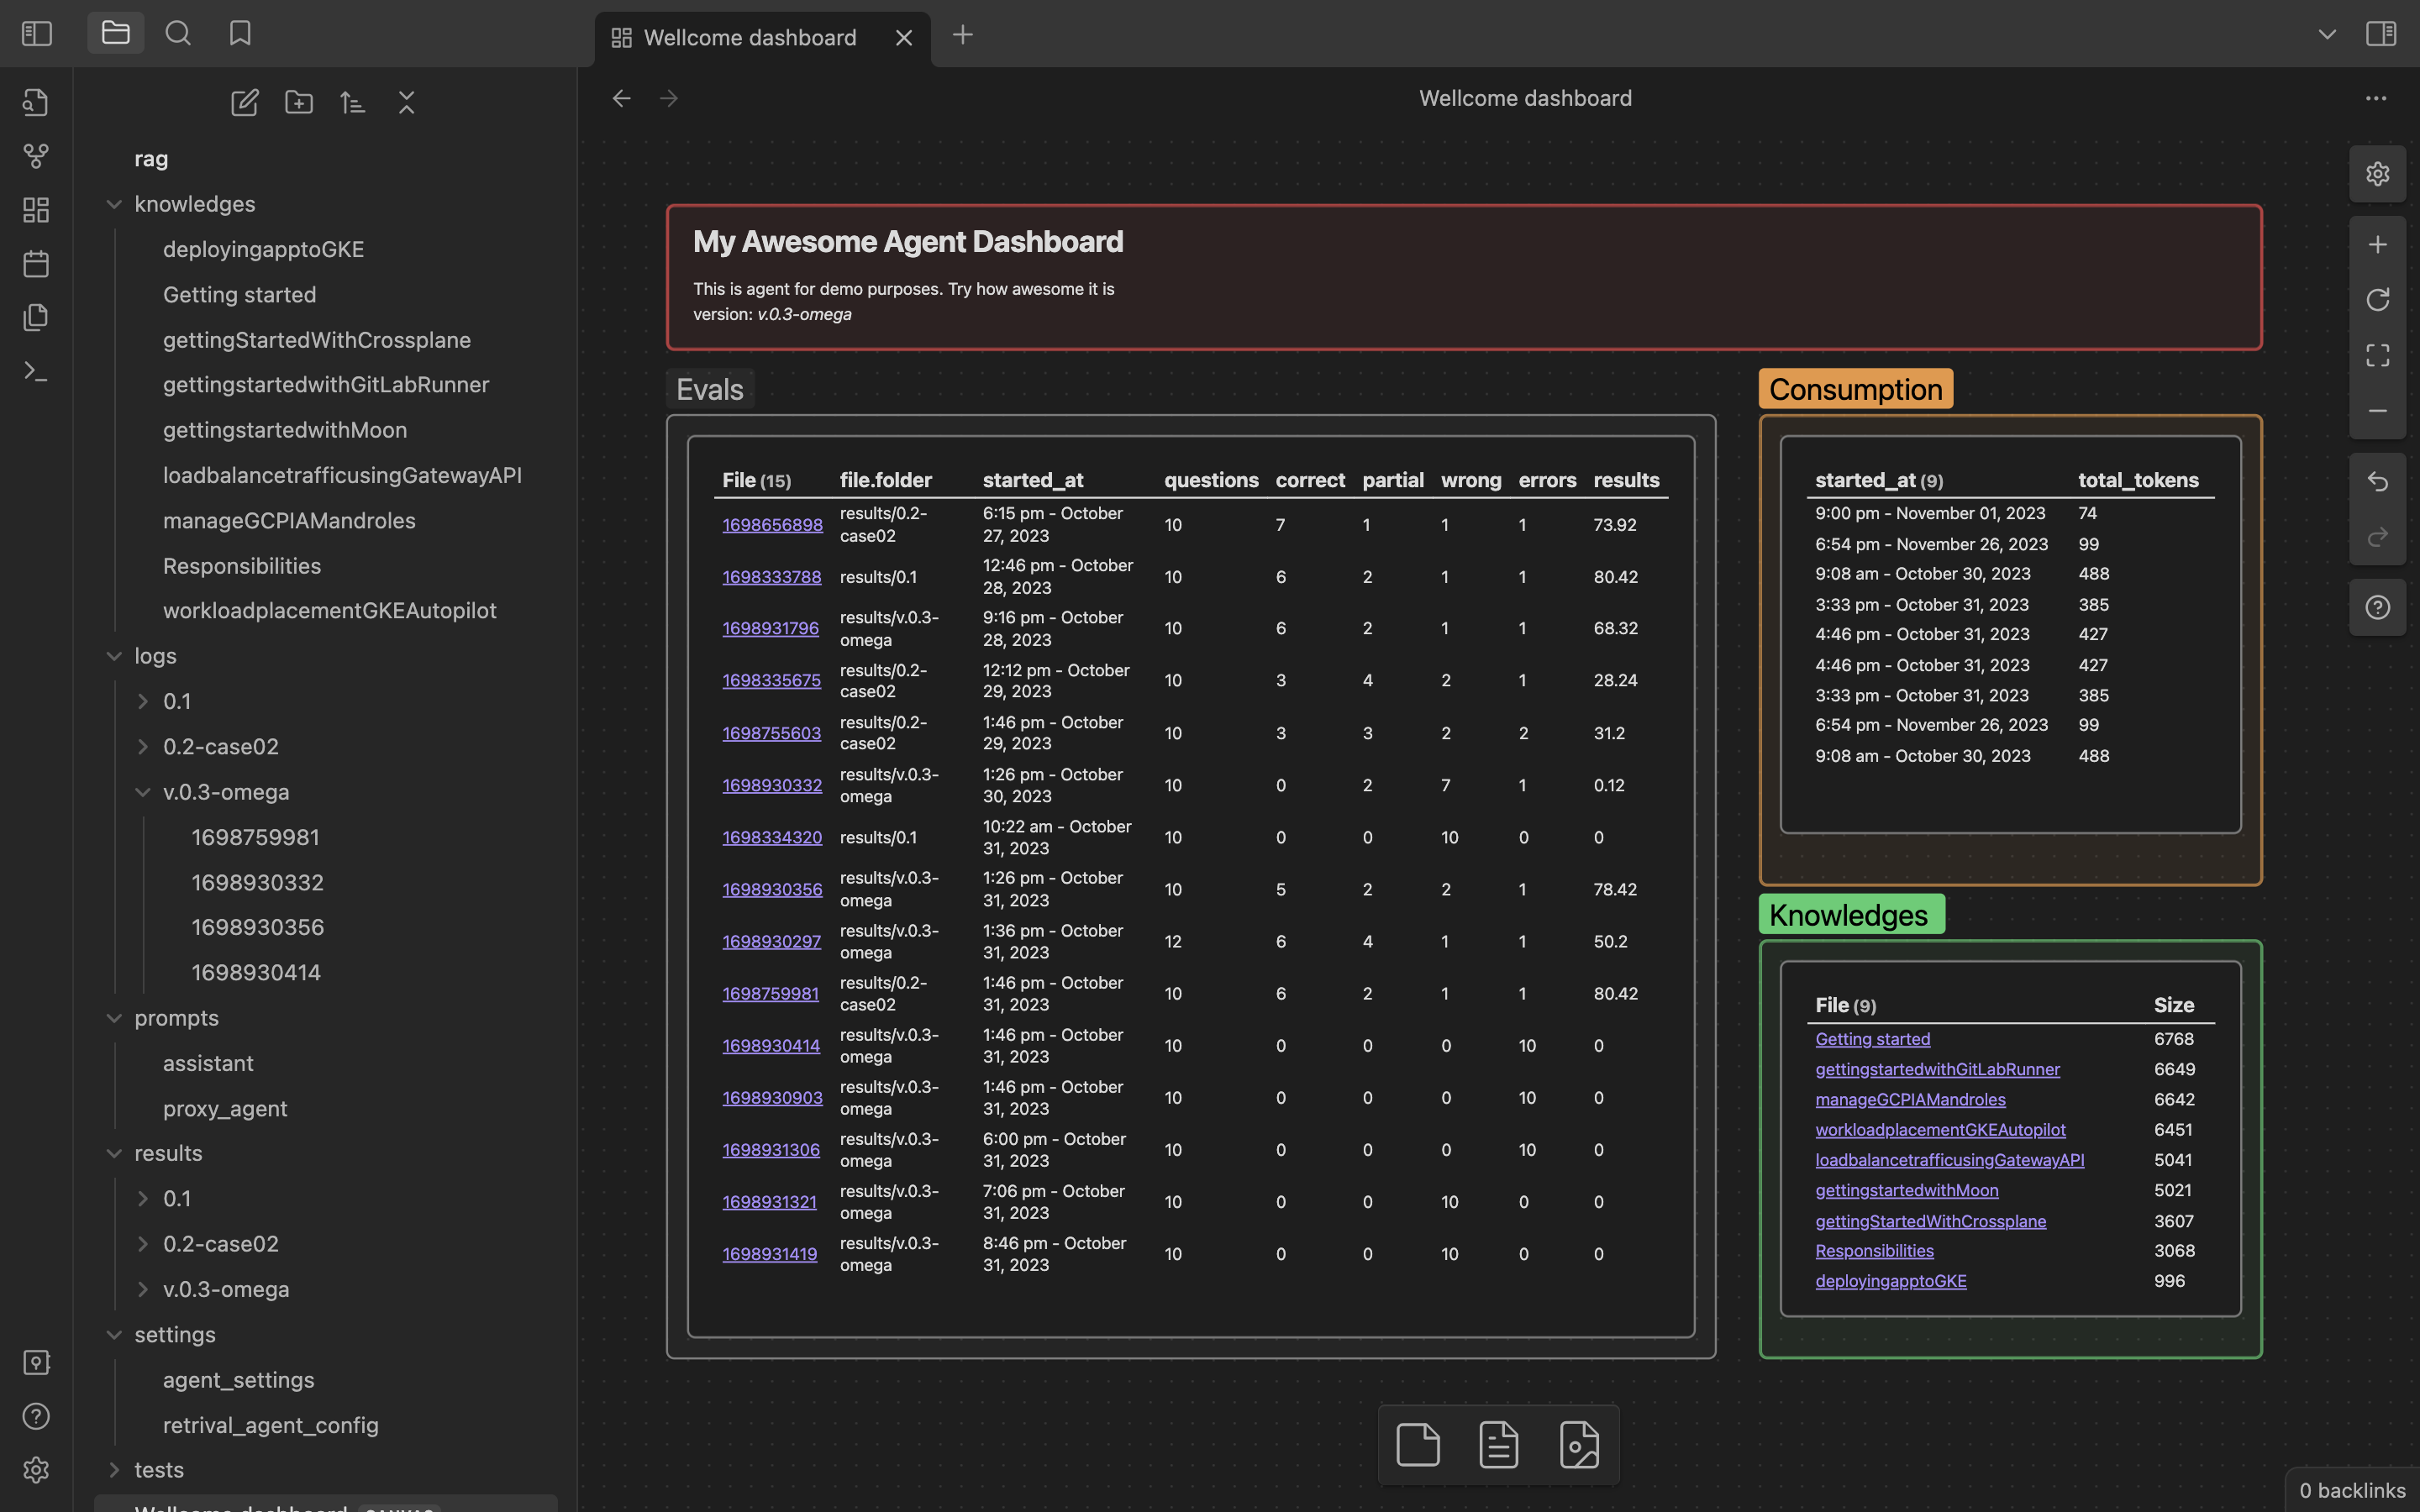 Wellcome dashboard
rag
knowledges
deployingapptoGKE
Getting started
gettingStartedWithCrossplane
gettingstartedwithGitLabRunner
gettingstartedwithMoon
loadbalancetrafficusingGatewayAPI
manageGCPIAMandroles
Responsibilities
workloadplacementGKEAutopilot
logs
0.1
0.2-case02
v.0.3-omega
1698759981
1698930332
1698930356
1698930414
prompts
assistant
proxy_agent
results
0.1
0.2-case02
v.0.3-omega
settings
agent_settings
retrival_agent_config
tests
Wellcome dashboard CANVAS
Wellcome dashboard
My Awesome Agent Dashboard
This is agent for demo purposes. Try how awesome it is
version: v.0.3-omega
Evals
File (15) file.folder started_at questions correct partial wrong errors results
1698656898 results/0.2-case02 6:15 pm - October 27, 2023 10 7 1 1 1 73.92
1698333788 results/0.1 12:46 pm - October 28, 2023 10 6 2 1 1 80.42
1698931796 results/v.0.3-omega 9:16 pm - October 28, 2023 10 6 2 1 1 68.32
1698335675 results/0.2-case02 12:12 pm - October 29, 2023 10 3 4 2 1 28.24
1698755603 results/0.2-case02 1:46 pm - October 29, 2023 10 3 3 2 2 31.2
1698930332 results/v.0.3-omega 1:26 pm - October 30, 2023 10 0 2 7 1 0.12
1698334320 results/0.1 10:22 am - October 31, 2023 10 0 0 10 0 0
1698930356 results/v.0.3-omega 1:26 pm - October 31, 2023 10 5 2 2 1 78.42
1698930297 results/v.0.3-omega 1:36 pm - October 31, 2023 12 6 4 1 1 50.2
1698759981 results/0.2-case02 1:46 pm - October 31, 2023 10 6 2 1 1 80.42
1698930414 results/v.0.3-omega 1:46 pm - October 31, 2023 10 0 0 0 10 0
1698930903 results/v.0.3-omega 1:46 pm - October 31, 2023 10 0 0 0 10 0
1698931306 results/v.0.3-omega 6:00 pm - October 31, 2023 10 0 0 0 10 0
1698931321 results/v.0.3-omega 7:06 pm - October 31, 2023 10 0 0 10 0 0
1698931419 results/v.0.3-omega 8:46 pm - October 31, 2023 10 0 0 10 0 0
Consumption
started_at (9) total_tokens
9:00 pm - November 01, 2023 74
6:54 pm - November 26, 2023 99
9:08 am - October 30, 2023 488
3:33 pm - October 31, 2023 385
4:46 pm - October 31, 2023 427
4:46 pm - October 31, 2023 427
3:33 pm - October 31, 2023 385
6:54 pm - November 26, 2023 99
9:08 am - October 30, 2023 488
Knowledges
File (9) Size
Getting started 6768
gettingstartedwithGitLabRunner 6649
manageGCPIAMandroles 6642
workloadplacementGKEAutopilot 6451
loadbalancetrafficusingGatewayAPI 5041
gettingstartedwithMoon 5021
gettingStartedWithCrossplane 3607
Responsibilities 3068
deployingapptoGKE 996
0 backlinks